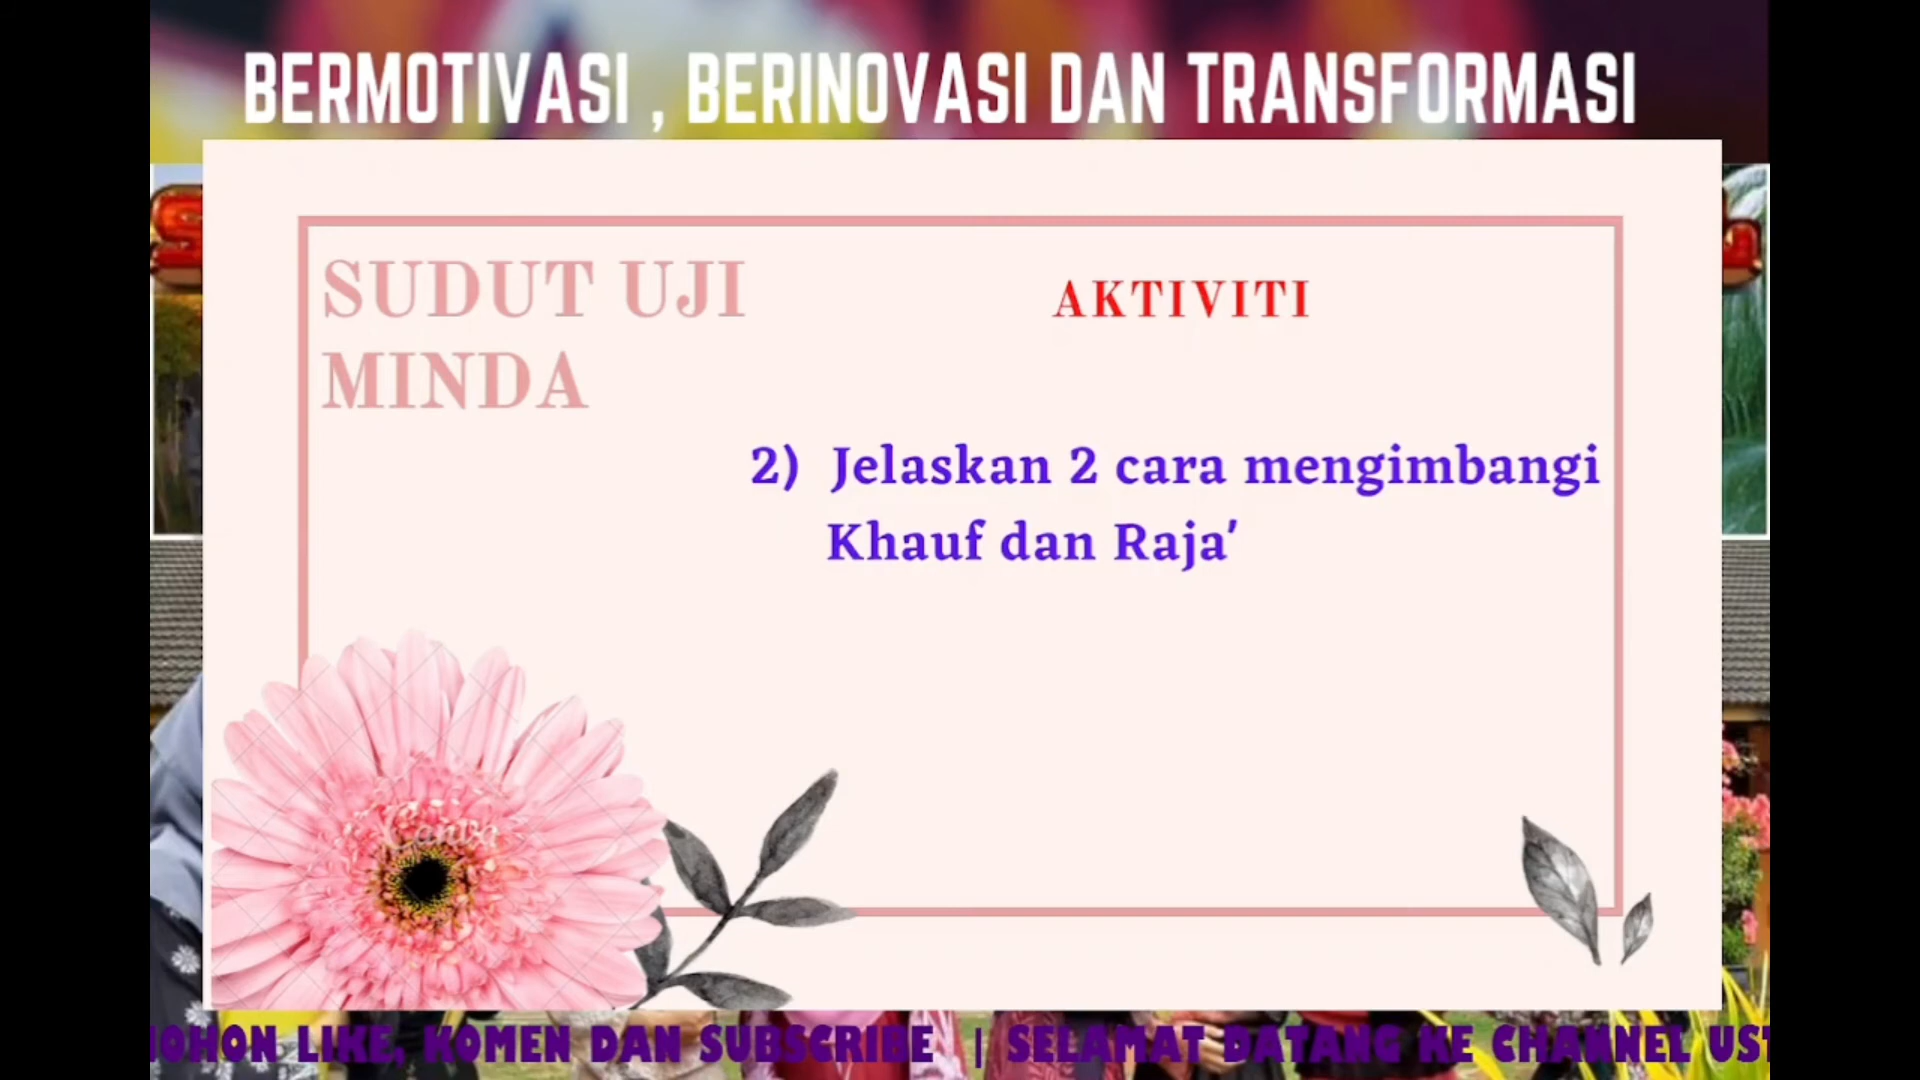 BERMOTIVASI , BERINOVASI DAN TRANSFORMASI
SUDUT UJI
MINDA
AKTIVITI
2) Jelaskan 2 cara mengimbangi
Khauf dan Raja'
Canva
LIKE, KOMEN DAN SUBSCRIBE | SELAMAT DATANG KE CHANNEL